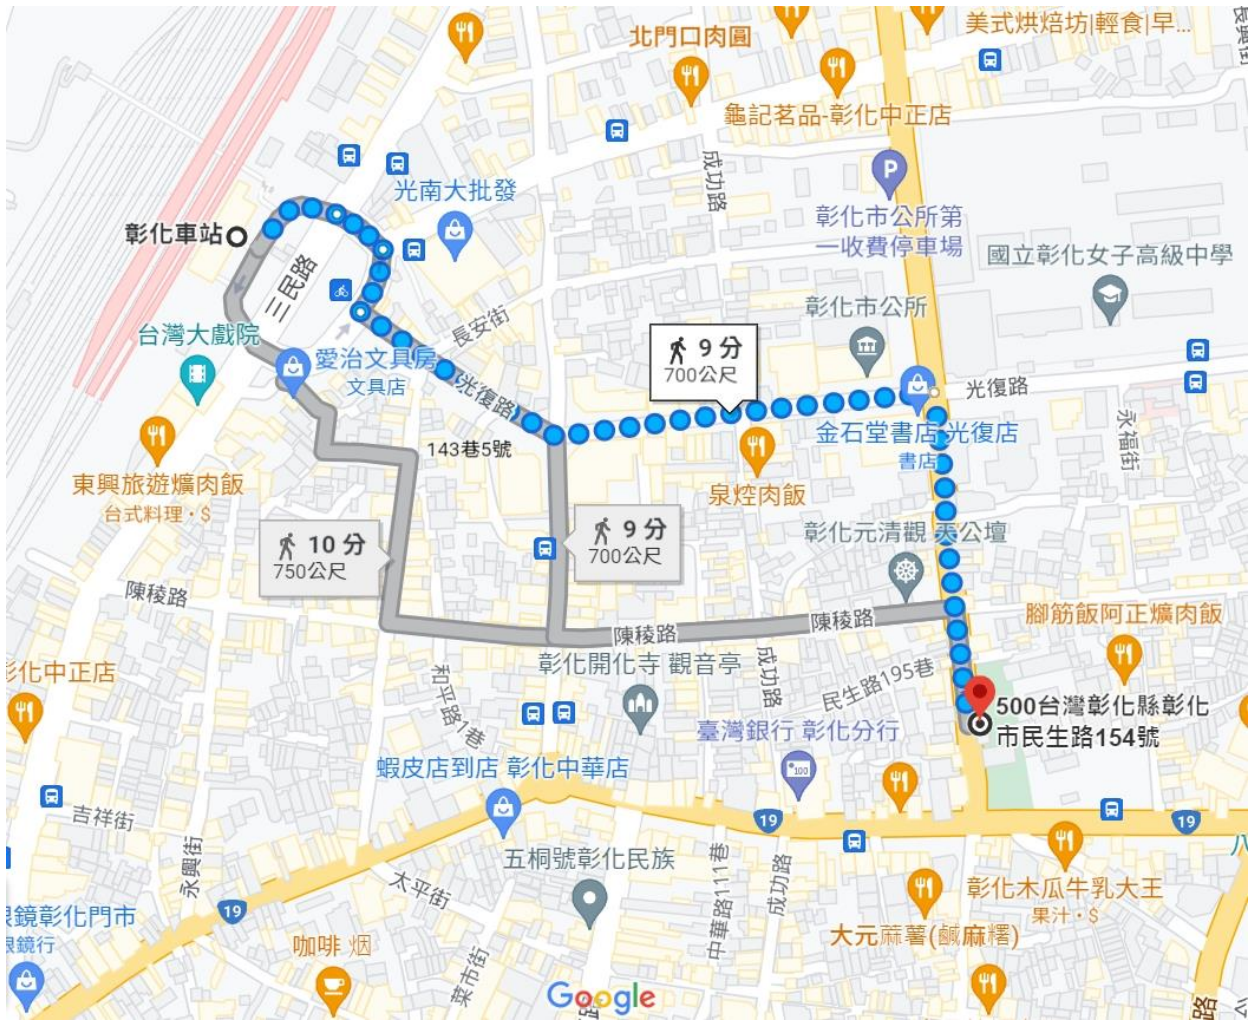 北門口肉圓
美式烘焙坊|輕食|早...
長興街
龜記茗品-彰化中正店
成功路
P
彰化市公所第
一收費停車場
光南大批發
彰化車站
國立彰化女子高級中學
三民路
長安街
彰化市公所
台灣大戲院
愛治文具房
文具店
9 分
700公尺
光復路
光復路
永福街
金石堂書店 光復店
書店
143巷5號
泉焢肉飯
東興旅遊爌肉飯
台式料理・$
10 分
750公尺
9 分
700公尺
彰化元清觀 天公壇
陳稜路
陳稜路
陳稜路
腳筋飯阿正爌肉飯
彰化開化寺 觀音亭
和平路1巷
成功路
民生路195巷
彰化中正店
500台灣彰化縣彰化
市民生路154號
臺灣銀行 彰化分行
100
蝦皮店到店 彰化中華店
吉祥街
永興街
19
19
五桐號彰化民族
太平街
19
中華路111巷
成功路
彰化木瓜牛乳大王
果汁・$
八
眼鏡彰化門市
眼鏡行
大元蔴薯(鹹麻糬)
咖啡 烟
菜市街
Google
路
路